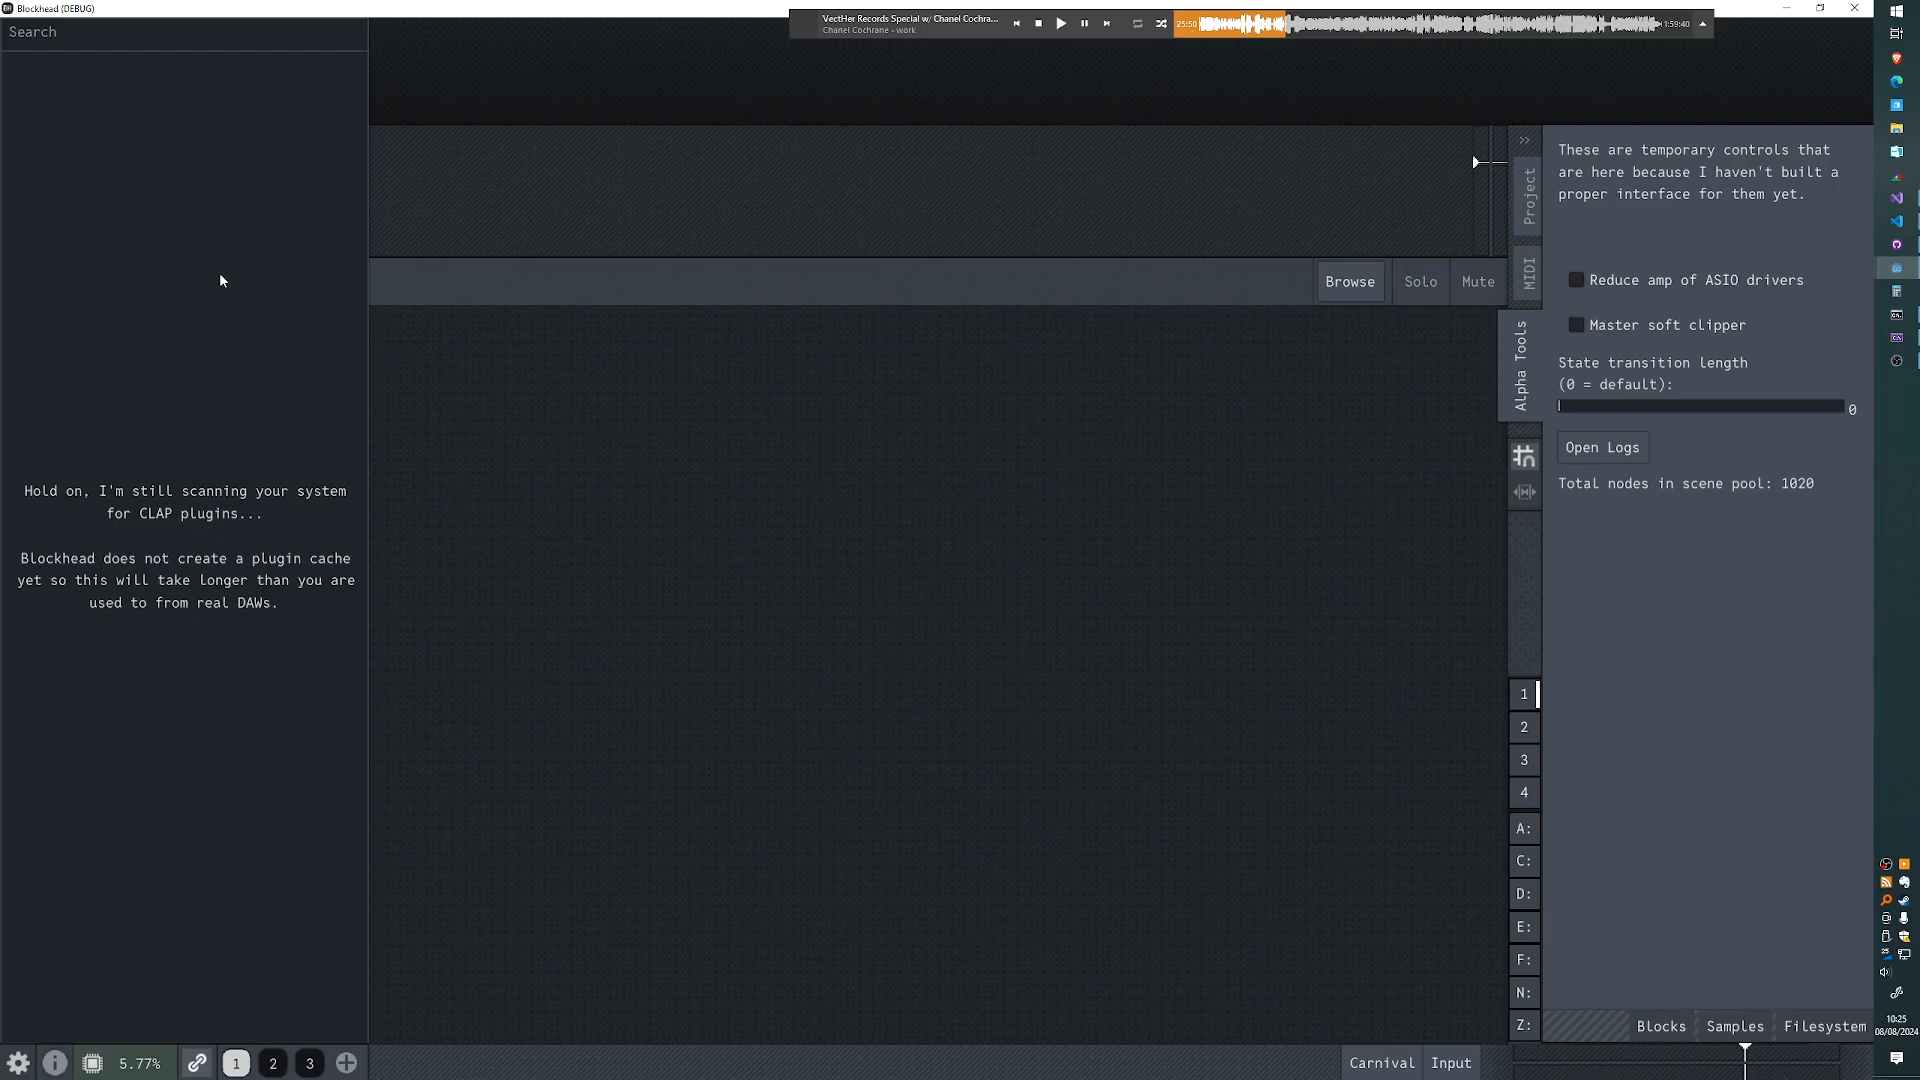 Blockhead (DEBUG)
Search
VectHer Records Special w/ Chanel Cochra...
Chanel Cochrane - work
25:50
1:59:40
These are temporary controls that
are here because I haven't built a
proper interface for them yet.
Project
MIDI
Alpha Tools
Browse
Solo
Mute
Reduce amp of ASIO drivers
Master soft clipper
State transition length
(0 = default):
0
Open Logs
Total nodes in scene pool: 1020
Hold on, I'm still scanning your system
for CLAP plugins...
Blockhead does not create a plugin cache
yet so this will take longer than you are
used to from real DAWs.
1
2
3
4
A:
C:
D:
E:
F:
N:
Z:
Blocks
Samples
Filesystem
5.77%
1
2
3
Carnival
Input
10:25
08/08/2024